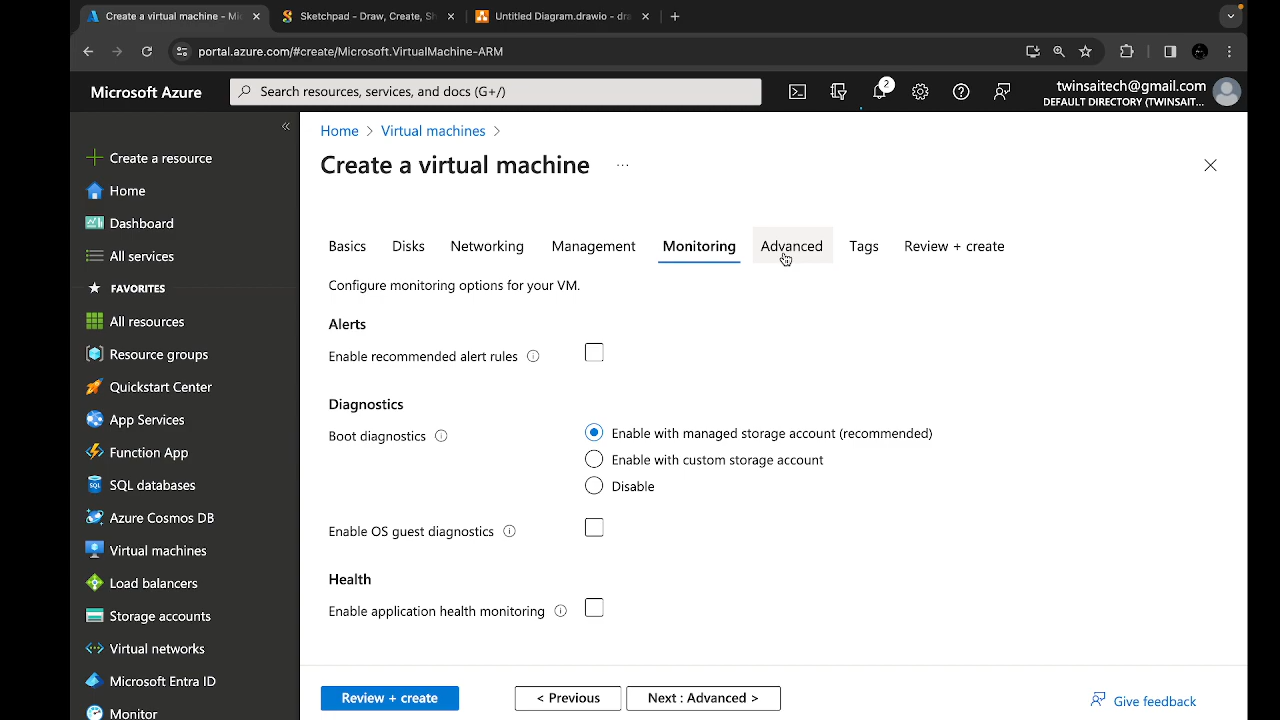 Create a virtual machine - Mic
Sketchpad - Draw, Create, Sh
Untitled Diagram.drawio - dra
portal.azure.com/#create/Microsoft.VirtualMachine-ARM
Microsoft Azure
Search resources, services, and docs (G+/)
2
twinsaitech@gmail.com
DEFAULT DIRECTORY (TWINSAIT...
Create a resource
Home
Dashboard
All services
FAVORITES
All resources
Resource groups
Quickstart Center
App Services
Function App
SQL databases
Azure Cosmos DB
Virtual machines
Load balancers
Storage accounts
Virtual networks
Microsoft Entra ID
Monitor
Home > Virtual machines >
Create a virtual machine ...
Basics Disks Networking Management Monitoring Advanced Tags Review + create
Configure monitoring options for your VM.
Alerts
Enable recommended alert rules
Diagnostics
Boot diagnostics
Enable with managed storage account (recommended)
Enable with custom storage account
Disable
Enable OS guest diagnostics
Health
Enable application health monitoring
Review + create
< Previous
Next : Advanced >
Give feedback